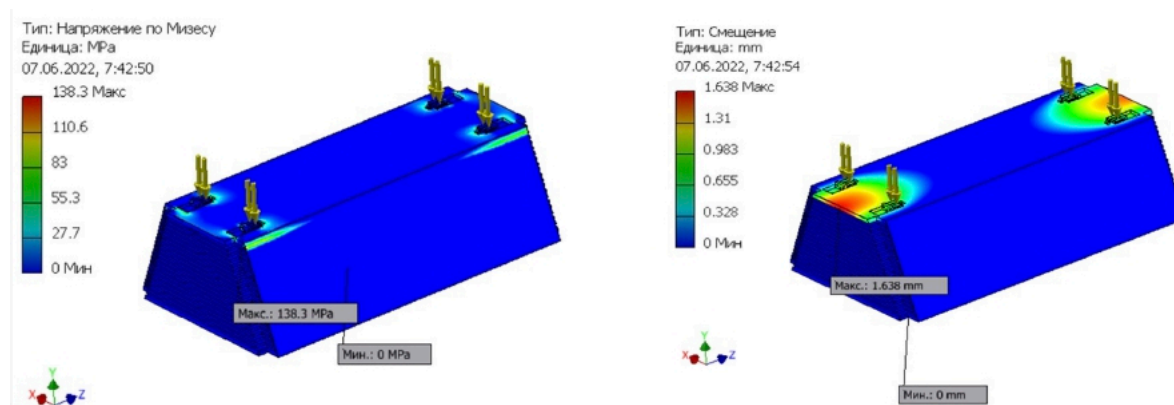 Тип: Напряжение по Мизесу
Единица: MPa
07.06.2022, 7:42:50
138.3 Макс
110.6
83
55.3
27.7
0 Мин
Макс.: 138.3 MPa
Мин.: 0 MPa
Y
X
Z
Тип: Смещение
Единица: mm
07.06.2022, 7:42:54
1.638 Макс
1.31
0.983
0.655
0.328
0 Мин
Макс.: 1.638 mm
Мин.: 0 mm
Y
X
Z